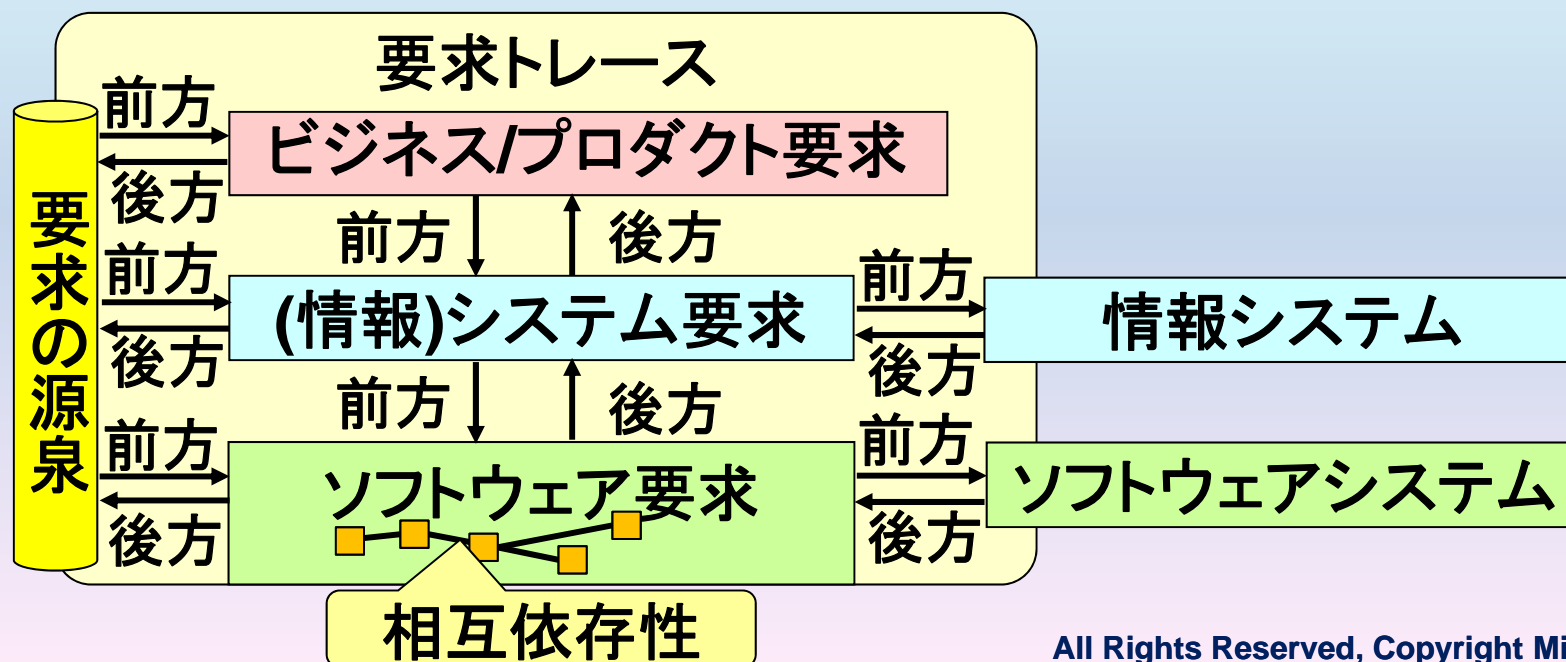 要求トレース
前方
ビジネス/プロダクト要求
後方
要求の源泉
前方
後方
前方
(情報)システム要求
前方
情報システム
後方
後方
前方
後方
前方
ソフトウェア要求
前方
ソフトウェアシステム
後方
後方
相互依存性
All Rights Reserved, Copyright Mi